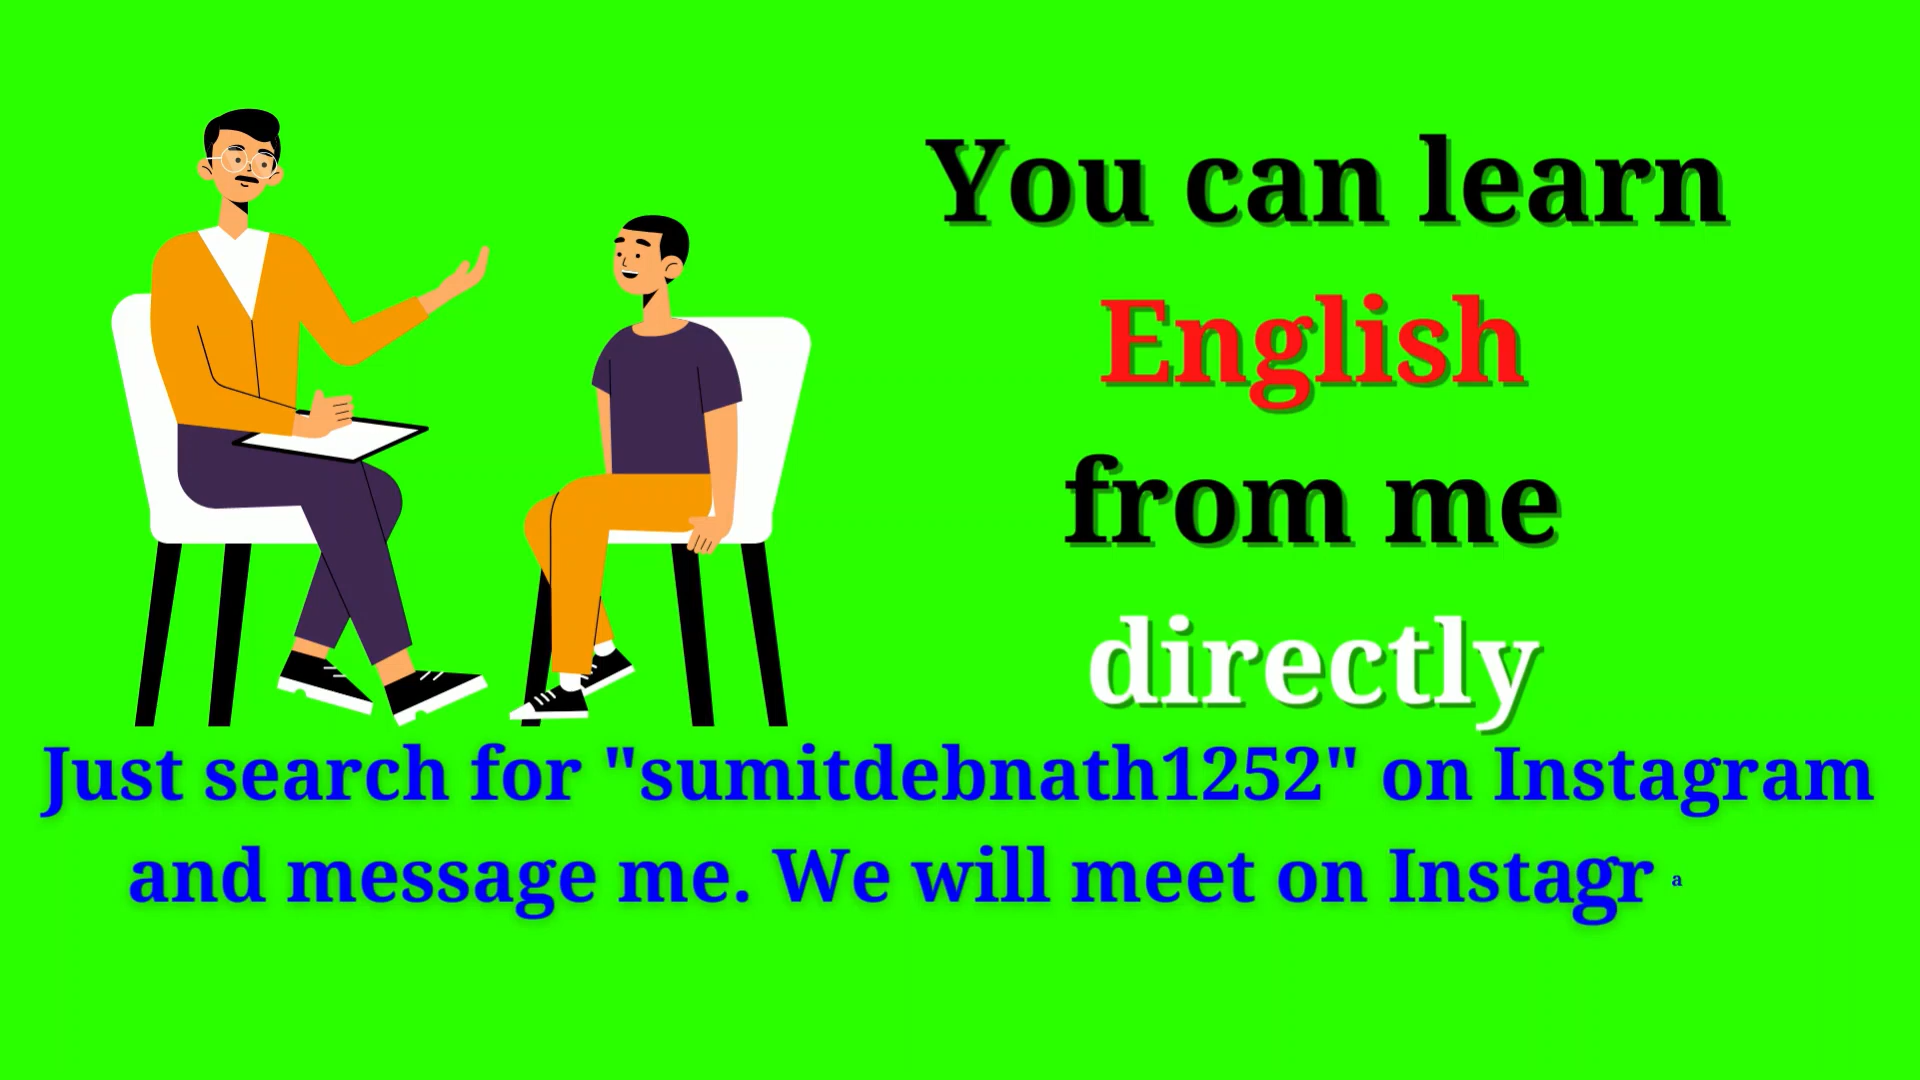 You can learn
English
from me
directly
Just search for "sumitdebnath1252" on Instagram
and message me. We will meet on Instagr a